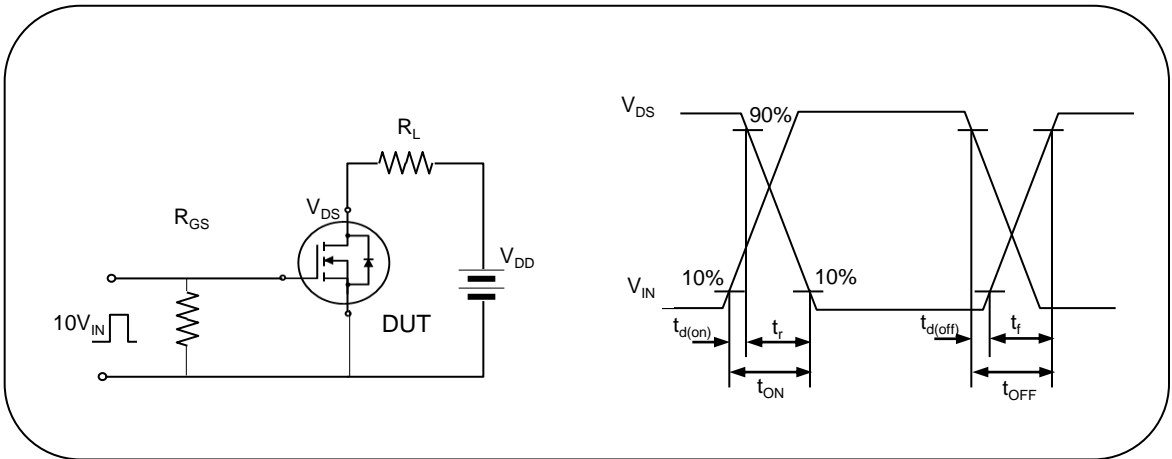 R_L
R_GS
V_DS
V_DD
10V_IN
DUT
V_DS
90%
V_IN
10%
10%
t_d(on)
t_r
t_ON
t_d(off)
t_f
t_OFF